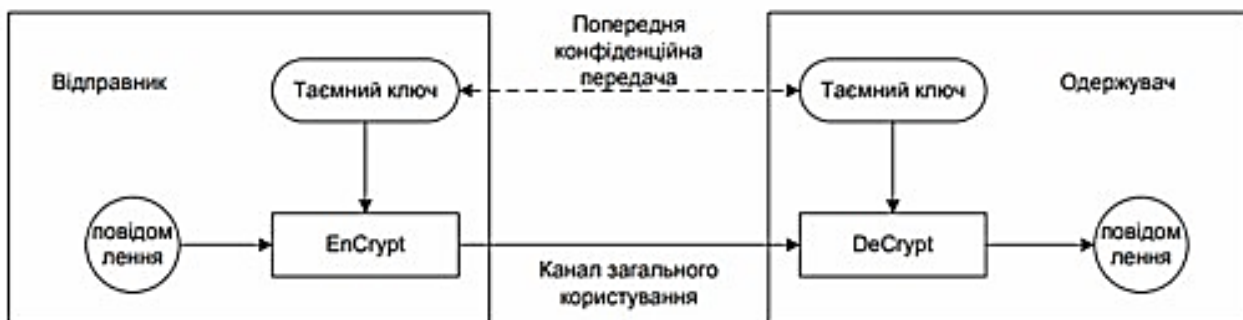 Попередня
конфіденційна
передача
Відправник
Таємний ключ
Таємний ключ
Одержувач
повідом
лення
EnCrypt
DeCrypt
повідом
лення
Канал загального
користування